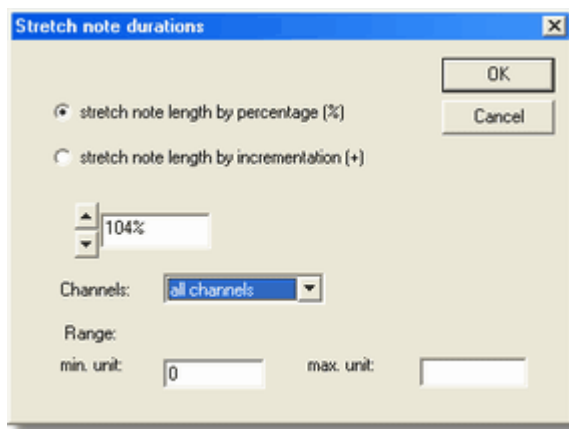 Stretch note durations
OK
stretch note length by percentage (%)
Cancel
stretch note length by incrementation (+)
104%
Channels: all channels
Range:
min. unit: 0 max. unit: